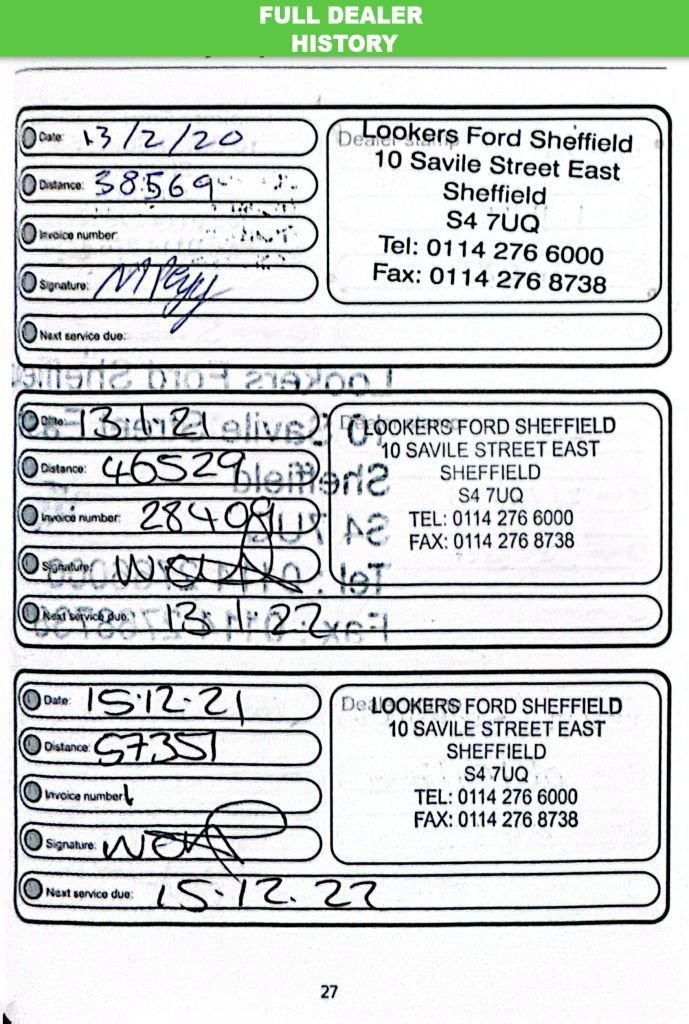 FULL DEALER
HISTORY
Date: 13/2/20
Distance: 38569
Invoice number:
Signature:
Next service due:
Dealer stamp
Lookers Ford Sheffield
10 Savile Street East
Sheffield
S4 7UQ
Tel: 0114 276 6000
Fax: 0114 276 8738
Date: 13.1.21
Distance: 46529
Invoice number: 28409
Signature:
Next service due: 13.1.22
LOOKERS FORD SHEFFIELD
10 SAVILE STREET EAST
SHEFFIELD
S4 7UQ
TEL: 0114 276 6000
FAX: 0114 276 8738
Date: 15.12.21
Distance: 57351
Invoice number:
Signature:
Next service due: 15.12.22
LOOKERS FORD SHEFFIELD
10 SAVILE STREET EAST
SHEFFIELD
S4 7UQ
TEL: 0114 276 6000
FAX: 0114 276 8738
27